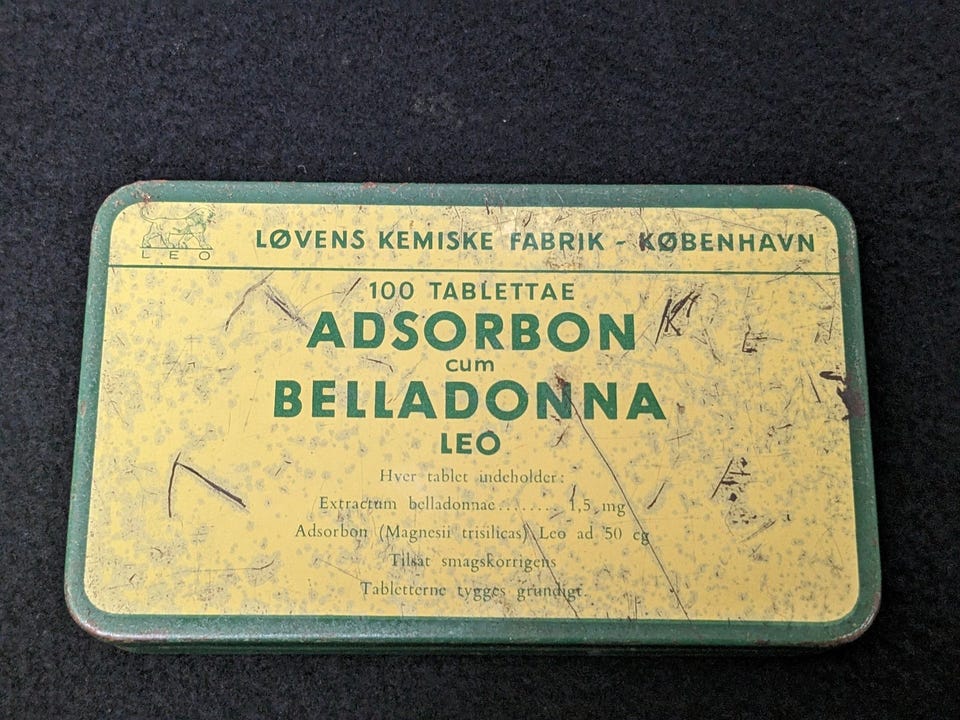 LEO
LØVENS KEMISKE FABRIK - KØBENHAVN
100 TABLETTAE
ADSORBON
cum
BELLADONNA
LEO
Hver tablet indeholder:
Extractum belladonnae........ 1,5 mg
Adsorbon (Magnesii trisilicas) Leo ad 50 cg
Tilsat smagskorrigens
Tabletterne tygges grundigt.